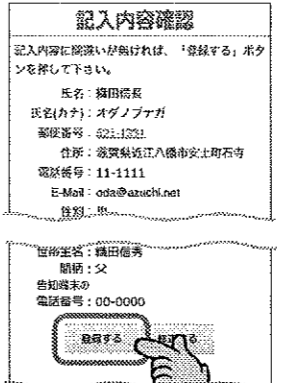 記入内容確認
記入内容に間違いが無ければ、「登録する」ボタ
ンを押して下さい。
氏名：織田信長
氏名(カナ)：オダノブナガ
郵便番号：521-1331
住所：滋賀県近江八幡市安土町石寺
電話番号：11-1111
E-Mail：oda@azuchi.net
性別：
世帯主名：織田信秀
続柄：父
告知端末の
電話番号：00-0000
登録する